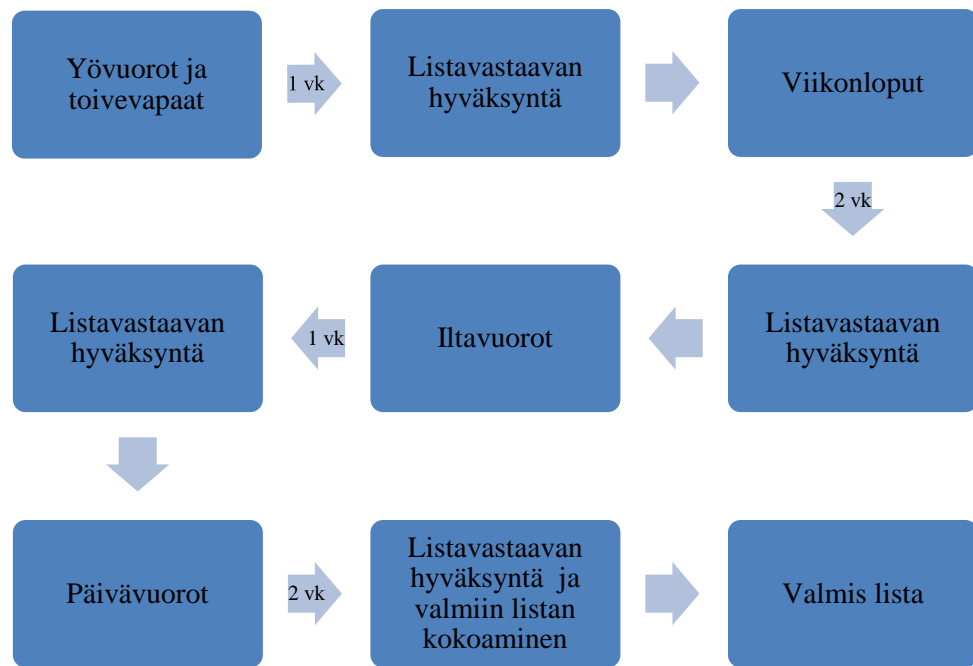 Yövuorot ja
toivevapaat
1 vk
Listavastaavan
hyväksyntä
Viikonloput
2 vk
Listavastaavan
hyväksyntä
Iltavuorot
1 vk
Listavastaavan
hyväksyntä
Päivävuorot
2 vk
Listavastaavan
hyväksyntä ja
valmiin listan
kokoaminen
Valmis lista